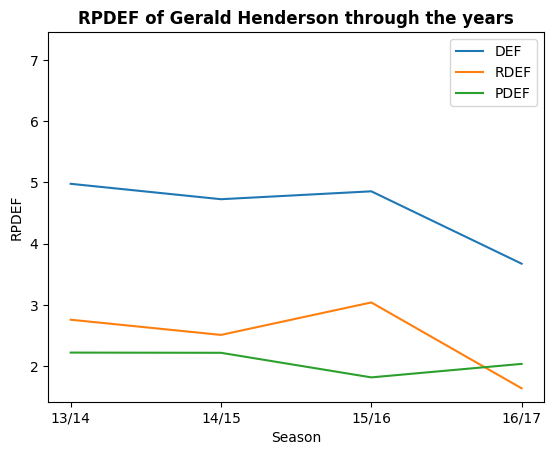 RPDEF of Gerald Henderson through the years
DEF
RDEF
PDEF
7
6
5
4
3
2
RPDEF
13/14
14/15
15/16
16/17
Season